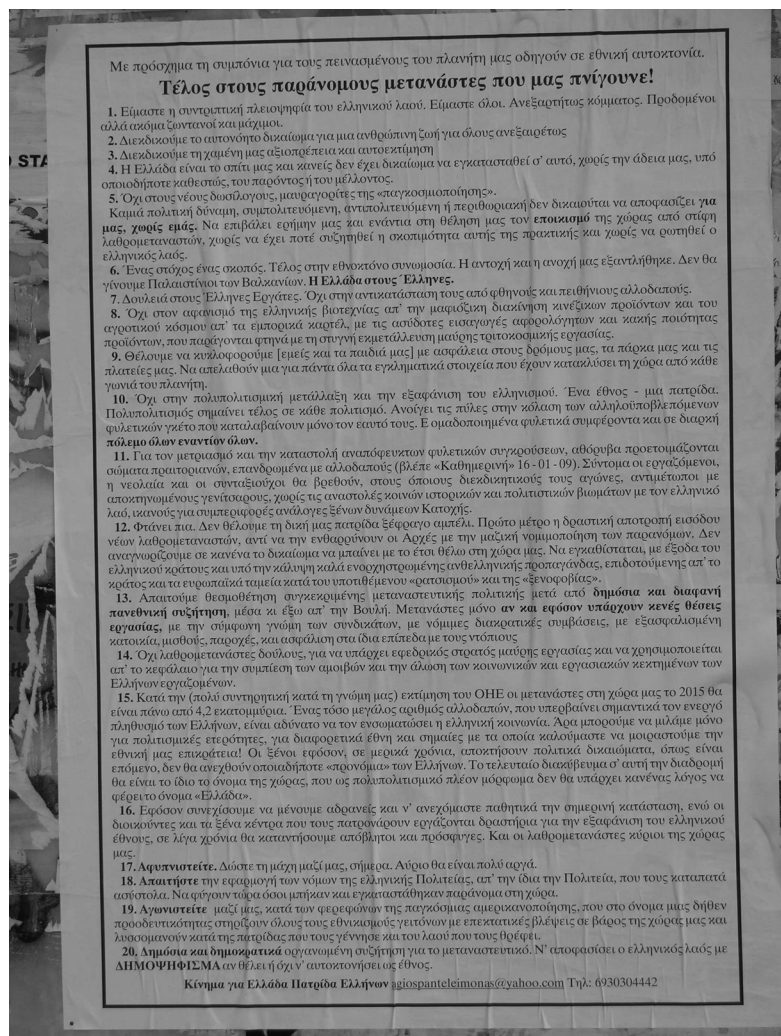 Με πρόσχημα τη συμπόνια για τους πεινασμένους του πλανήτη μας οδηγούν σε εθνική αυτοκτονία.
Τέλος στους παράνομους μετανάστες που μας πνίγουνε!
1. Είμαστε η συντριπτική πλειοψηφία του ελληνικού λαού. Είμαστε όλοι. Ανεξαρτήτως κόμματος. Προδομένοι
αλλά ακόμα ζωντανοί και μάχιμοι.
2. Διεκδικούμε το αυτονόητο δικαίωμα για μια ανθρώπινη ζωή για όλους ανεξαιρέτως
3. Διεκδικούμε τη χαμένη μας αξιοπρέπεια και αυτοεκτίμηση
4. Η Ελλάδα είναι το σπίτι μας και κανείς δεν έχει δικαίωμα να εγκατασταθεί σ' αυτό, χωρίς την άδεια μας, υπό
οποιοδήποτε καθεστώς, του παρόντος ή του μέλλοντος.
5. Όχι στους νέους δωσίλογους, μαυραγορίτες της «παγκοσμιοποίησης».
Καμιά πολιτική δύναμη, συμπολιτευόμενη, αντιπολιτευόμενη ή περιθωριακή δεν δικαιούται να αποφασίζει για
μας, χωρίς εμάς. Να επιβάλει ερήμην μας και ενάντια στη θέληση μας τον εποικισμό της χώρας από στίφη
λαθρομεταναστών, χωρίς να έχει ποτέ συζητηθεί η σκοπιμότητα αυτής της πρακτικής και χωρίς να ρωτηθεί ο
ελληνικός λαός.
6. Ένας στόχος ένας σκοπός. Τέλος στην εθνοκτόνο συνωμοσία. Η αντοχή και η ανοχή μας εξαντλήθηκε. Δεν θα
γίνουμε Παλαιστίνιοι των Βαλκανίων. Η Ελλάδα στους Έλληνες.
7. Δουλειά στους Έλληνες Εργάτες. Όχι στην αντικατάσταση τους από φθηνούς και πειθήνιους αλλοδαπούς.
8. Όχι στον αφανισμό της ελληνικής βιοτεχνίας απ' την μαφιόζικη διακίνηση κινέζικων προϊόντων και του
αγροτικού κόσμου απ' τα εμπορικά καρτέλ, με τις ασύδοτες εισαγωγές αφορολόγητων και κακής ποιότητας
προϊόντων, που παράγονται φτηνά με τη στυγνή εκμετάλλευση μαύρης τριτοκοσμικής εργασίας.
9. Θέλουμε να κυκλοφορούμε [εμείς και τα παιδιά μας] με ασφάλεια στους δρόμους μας, τα πάρκα μας και τις
πλατείες μας. Να απελαθούν μια για πάντα όλα τα εγκληματικά στοιχεία που έχουν κατακλύσει τη χώρα από κάθε
γωνιά του πλανήτη.
10. Όχι στην πολυπολιτισμική μετάλλαξη και την εξαφάνιση του ελληνισμού. Ένα έθνος - μια πατρίδα.
Πολυπολιτισμός σημαίνει τέλος σε κάθε πολιτισμό. Ανοίγει τις πύλες στην κόλαση των αλληλοϋποβλεπόμενων
φυλετικών γκέτο που καταλαβαίνουν μόνο τον εαυτό τους. Ε ομαδοποιημένα φυλετικά συμφέροντα και σε διαρκή
πόλεμο όλων εναντίον όλων.
11. Για τον μετριασμό και την καταστολή αναπόφευκτων φυλετικών συγκρούσεων, αθόρυβα προετοιμάζονται
σώματα πραιτοριανών, επανδρωμένα με αλλοδαπούς (βλέπε «Καθημερινή» 16 - 01 - 09). Σύντομα οι εργαζόμενοι,
η νεολαία και οι συνταξιούχοι θα βρεθούν, στους όποιους διεκδικητικούς τους αγώνες, αντιμέτωποι με
αποκτηνωμένους γενίτσαρους, χωρίς τις αναστολές κοινών ιστορικών και πολιτιστικών βιωμάτων με τον ελληνικό
λαό, ικανούς για συμπεριφορές ανάλογες ξένων δυνάμεων Κατοχής.
12. Φτάνει πια. Δεν θέλουμε τη δική μας πατρίδα ξέφραγο αμπέλι. Πρώτο μέτρο η δραστική αποτροπή εισόδου
νέων λαθρομεταναστών, αντί να την ενθαρρύνουν οι Αρχές με την μαζική νομιμοποίηση των παρανόμων. Δεν
αναγνωρίζουμε σε κανένα το δικαίωμα να μπαίνει με το έτσι θέλω στη χώρα μας. Να εγκαθίσταται, με έξοδα του
ελληνικού κράτους και υπό την κάλυψη καλά ενορχηστρωμένης ανθελληνικής προπαγάνδας, επιδοτούμενης απ' το
κράτος και τα ευρωπαϊκά ταμεία κατά του υποτιθέμενου «ρατσισμού» και της «ξενοφοβίας».
13. Απαιτούμε θεσμοθέτηση συγκεκριμένης μεταναστευτικής πολιτικής μετά από δημόσια και διαφανή
πανεθνική συζήτηση, μέσα κι έξω απ' την Βουλή. Μετανάστες μόνο αν και εφόσον υπάρχουν κενές θέσεις
εργασίας, με την σύμφωνη γνώμη των συνδικάτων, με νόμιμες διακρατικές συμβάσεις, με εξασφαλισμένη
κατοικία, μισθούς, παροχές, και ασφάλιση στα ίδια επίπεδα με τους ντόπιους
14. Όχι λαθρομετανάστες δούλους, για να υπάρχει εφεδρικός στρατός μαύρης εργασίας και να χρησιμοποιείται
απ' το κεφάλαιο για την συμπίεση των αμοιβών και την άλωση των κοινωνικών και εργασιακών κεκτημένων των
Ελλήνων εργαζομένων.
15. Κατά την (πολύ συντηρητική κατά τη γνώμη μας) εκτίμηση του ΟΗΕ οι μετανάστες στη χώρα μας το 2015 θα
είναι πάνω από 4,2 εκατομμύρια. Ένας τόσο μεγάλος αριθμός αλλοδαπών, που υπερβαίνει σημαντικά τον ενεργό
πληθυσμό των Ελλήνων, είναι αδύνατο να τον ενσωματώσει η ελληνική κοινωνία. Άρα μπορούμε να μιλάμε μόνο
για πολιτισμικές ετερότητες, για διαφορετικά έθνη και σημαίες με τα οποία καλούμαστε να μοιραστούμε την
εθνική μας επικράτεια! Οι ξένοι εφόσον, σε μερικά χρόνια, αποκτήσουν πολιτικά δικαιώματα, όπως είναι
επόμενο, δεν θα ανεχθούν οποιαδήποτε «προνόμια» των Ελλήνων. Το τελευταίο διακύβευμα σ' αυτή την διαδρομή
θα είναι το ίδιο το όνομα της χώρας, που ως πολυπολιτισμικό πλέον μόρφωμα δεν θα υπάρχει κανένας λόγος να
φέρει το όνομα «Ελλάδα».
16. Εφόσον συνεχίσουμε να μένουμε αδρανείς και ν' ανεχόμαστε παθητικά την σημερινή κατάσταση, ενώ οι
διοικούντες και τα ξένα κέντρα που τους πατρονάρουν εργάζονται δραστήρια για την εξαφάνιση του ελληνικού
έθνους, σε λίγα χρόνια θα καταντήσουμε απόβλητοι και πρόσφυγες. Και οι λαθρομετανάστες κύριοι της χώρας
μας.
17. Αφυπνιστείτε. Δώστε τη μάχη μαζί μας, σήμερα. Αύριο θα είναι πολύ αργά.
18. Απαιτήστε την εφαρμογή των νόμων της ελληνικής Πολιτείας, απ' την ίδια την Πολιτεία, που τους καταπατά
ασύστολα. Να φύγουν τώρα όσοι μπήκαν και εγκαταστάθηκαν παράνομα στη χώρα.
19. Αγωνιστείτε μαζί μας, κατά των φερεφώνων της παγκόσμιας αμερικανοποίησης, που στο όνομα μιας δήθεν
προοδευτικότητας στηρίζουν όλους τους εθνικισμούς γειτόνων με επεκτατικές βλέψεις σε βάρος της χώρας μας και
λυσσομανούν κατά της πατρίδας που τους γέννησε και του λαού που τους θρέφει.
20. Δημόσια και δημοκρατικά οργανωμένη συζήτηση για το μεταναστευτικό. Ν' αποφασίσει ο ελληνικός λαός με
ΔΗΜΟΨΗΦΙΣΜΑ αν θέλει ή όχι ν' αυτοκτονήσει ως έθνος.
Κίνημα για Ελλάδα Πατρίδα Ελλήνων agiospanteleimonas@yahoo.com Τηλ: 6930304442